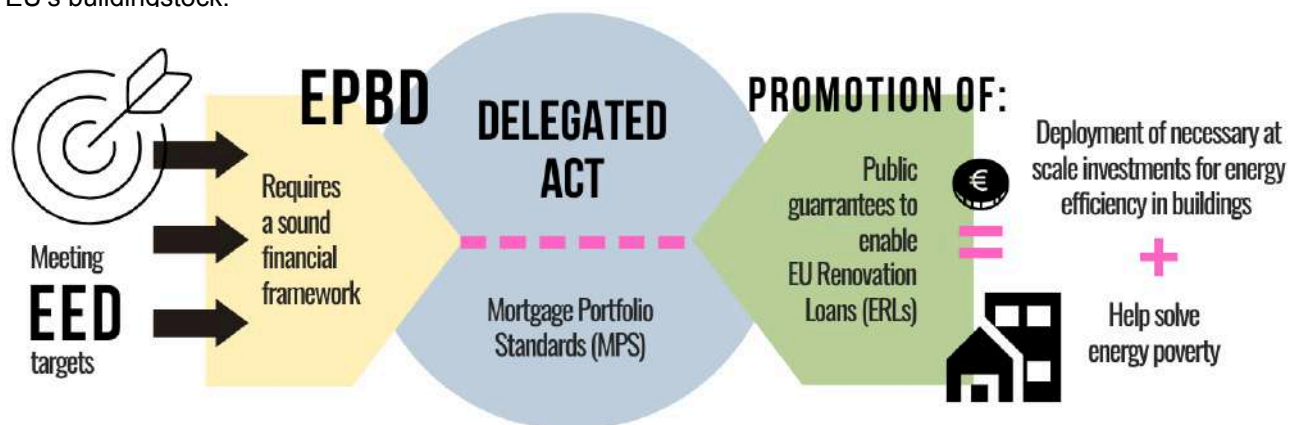 EU's buildingstock.
Meeting
EED
targets
EPBD
Requires
a sound
financial
framework
DELEGATED
ACT
Mortgage Portfolio
Standards (MPS)
PROMOTION OF:
Public
guarrantees to
enable
EU Renovation
Loans (ERLs)
€
=
Deployment of necessary at
scale investments for energy
efficiency in buildings
+
Help solve
energy poverty